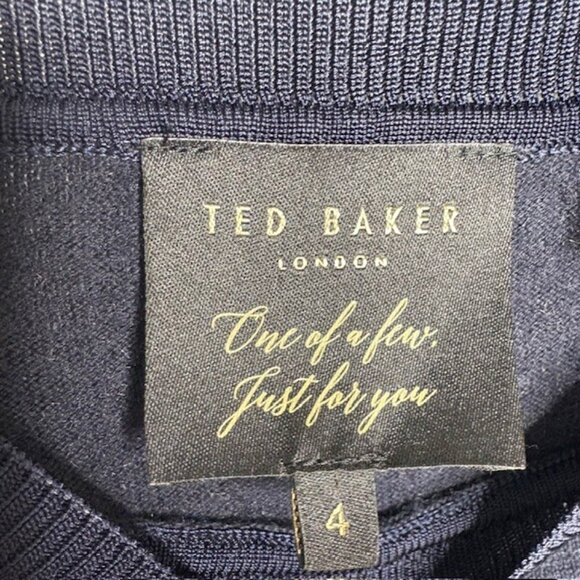 TED BAKER
LONDON
One of a few,
Just for you
4